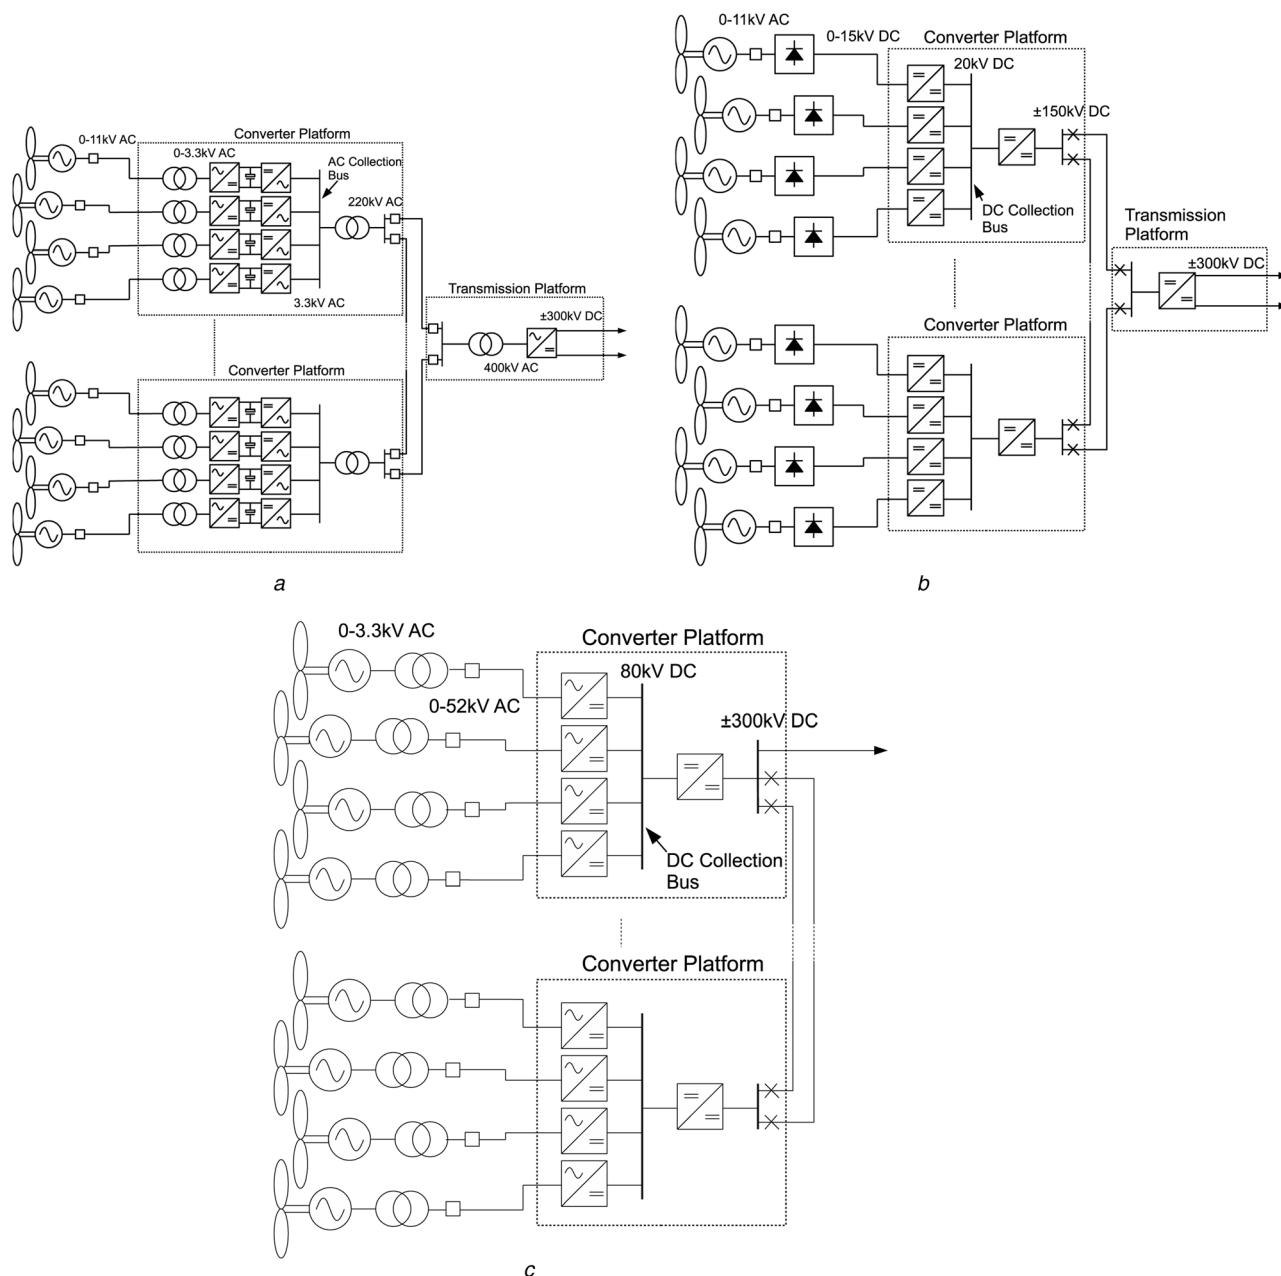 0-11kV AC
Converter Platform
0-3.3kV AC
AC Collection
Bus
220kV AC
3.3kV AC
Transmission Platform
±300kV DC
400kV AC
Converter Platform
a
0-11kV AC
0-15kV DC
Converter Platform
20kV DC
±150kV DC
DC Collection
Bus
Transmission
Platform
±300kV DC
Converter Platform
b
0-3.3kV AC
Converter Platform
80kV DC
0-52kV AC
±300kV DC
DC Collection
Bus
Converter Platform
c